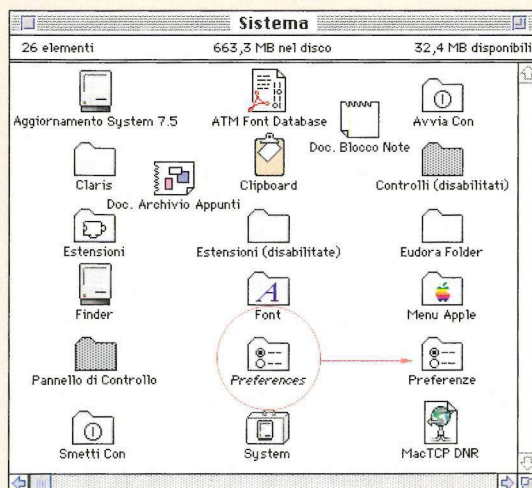 Sistema
26 elementi 663,3 MB nel disco 32,4 MB disponibili
Aggiornamento System 7.5 ATM Font Database Avvia Con
Doc. Blocco Note
Claris Clipboard Controlli (disabilitati)
Doc. Archivio Appunti
Estensioni Estensioni (disabilitate) Eudora Folder
Finder Font Menu Apple
Pannello di Controllo Preferences Preferenze
Smetti Con System MacTCP DNR